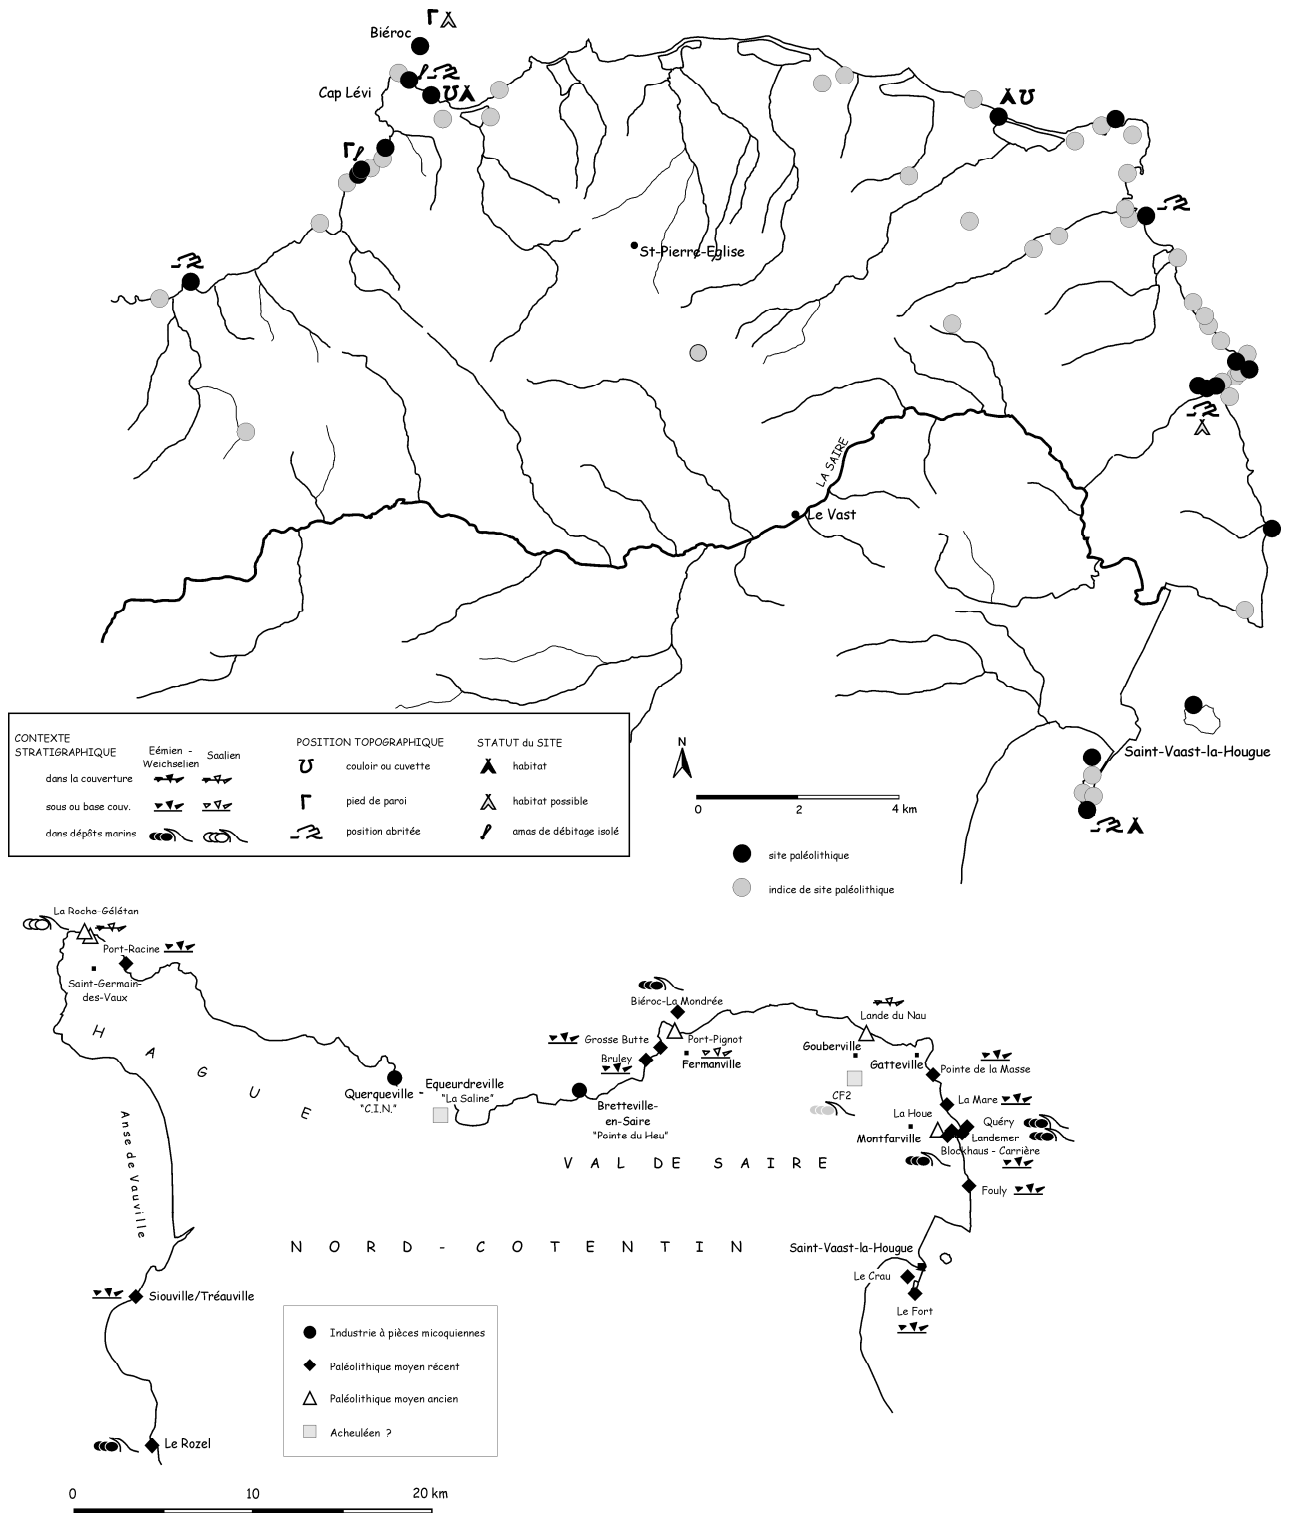 Biéroc
Cap Lévi
St-Pierre-Eglise
LA SAIRE
Le Vast
Saint-Vaast-la-Hougue
CONTEXTE
STRATIGRAPHIQUE
Eémien -
Weichselien
Saalien
dans la couverture
sous ou base couv.
dans dépôts marins
POSITION TOPOGRAPHIQUE
couloir ou cuvette
pied de paroi
position abritée
STATUT du SITE
habitat
habitat possible
amas de débitage isolé
N
0 2 4 km
site paléolithique
indice de site paléolithique
La Roche-Gélétan
Port-Racine
Saint-Germain-
des-Vaux
HAGUE
Anse de Vauville
Querqueville -
"C.I.N."
Equeurdreville
"La Saline"
Grosse Butte
Bruley
Biéroc-La Mondrée
Port-Pignot
Fermanville
Bretteville-
en-Saire
"Pointe du Heu"
Lande du Nau
Gouberville
Gatteville
CF2
Pointe de la Masse
La Mare
La Houe
Montfarville
Quéry
Landemer
Blockhaus - Carrière
Fouly
VAL DE SAIRE
NORD-COTENTIN
Saint-Vaast-la-Hougue
Le Crau
Le Fort
Siouville/Tréauville
Le Rozel
Industrie à pièces micoquiennes
Paléolithique moyen récent
Paléolithique moyen ancien
Acheuléen ?
0 10 20 km